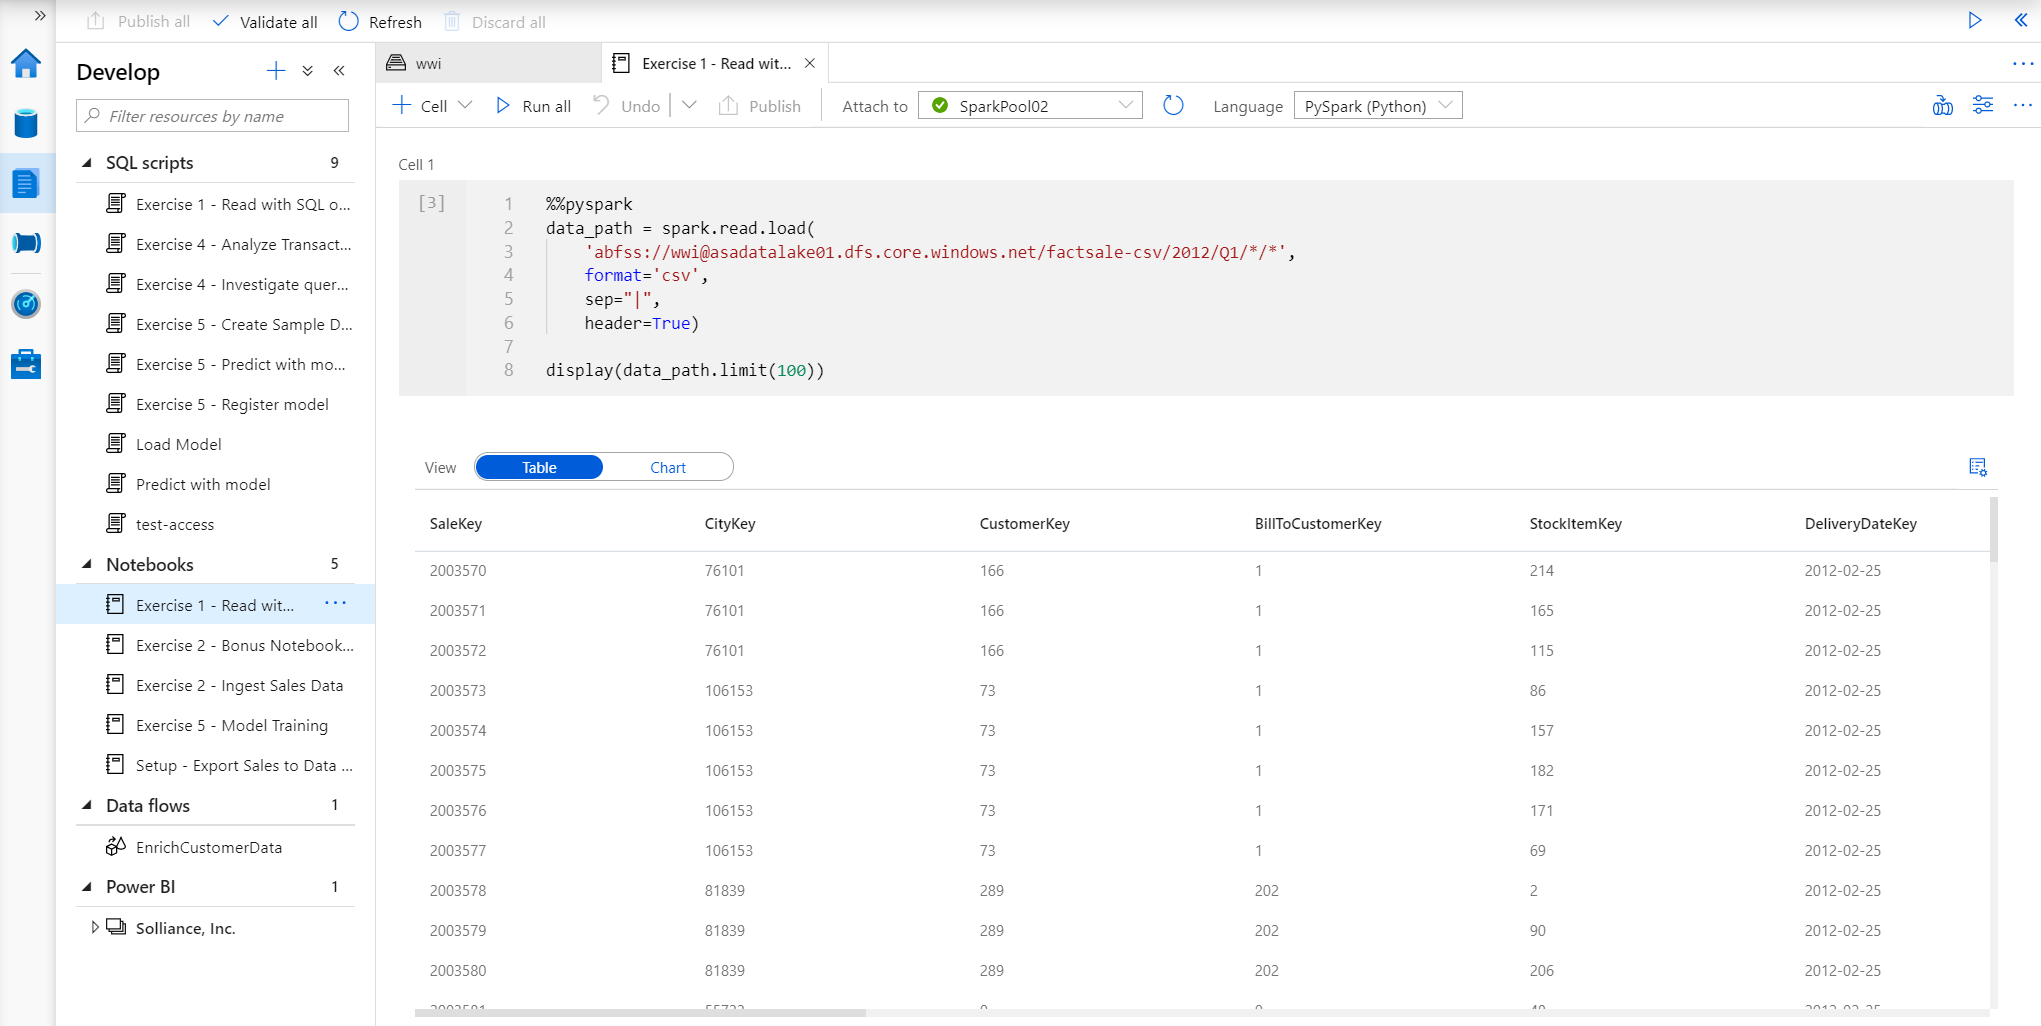 Publish all Validate all Refresh Discard all
Develop
Filter resources by name
SQL scripts 9
Exercise 1 - Read with SQL o...
Exercise 4 - Analyze Transact...
Exercise 4 - Investigate quer...
Exercise 5 - Create Sample D...
Exercise 5 - Predict with mo...
Exercise 5 - Register model
Load Model
Predict with model
test-access
Notebooks 5
Exercise 1 - Read wit... ...
Exercise 2 - Bonus Notebook...
Exercise 2 - Ingest Sales Data
Exercise 5 - Model Training
Setup - Export Sales to Data ...
Data flows 1
EnrichCustomerData
Power BI 1
Solliance, Inc.
wwi Exercise 1 - Read wit...
Cell Run all Undo Publish Attach to SparkPool02 Language PySpark (Python)
Cell 1
[3]
1 %%pyspark
2 data_path = spark.read.load(
3 'abfss://wwi@asadatalake01.dfs.core.windows.net/factsale-csv/2012/Q1/*/*',
4 format='csv',
5 sep="|",
6 header=True)
7
8 display(data_path.limit(100))
View Table Chart
SaleKey CityKey CustomerKey BillToCustomerKey StockItemKey DeliveryDateKey
2003570 76101 166 1 214 2012-02-25
2003571 76101 166 1 165 2012-02-25
2003572 76101 166 1 115 2012-02-25
2003573 106153 73 1 86 2012-02-25
2003574 106153 73 1 157 2012-02-25
2003575 106153 73 1 182 2012-02-25
2003576 106153 73 1 171 2012-02-25
2003577 106153 73 1 69 2012-02-25
2003578 81839 289 202 2 2012-02-25
2003579 81839 289 202 90 2012-02-25
2003580 81839 289 202 206 2012-02-25